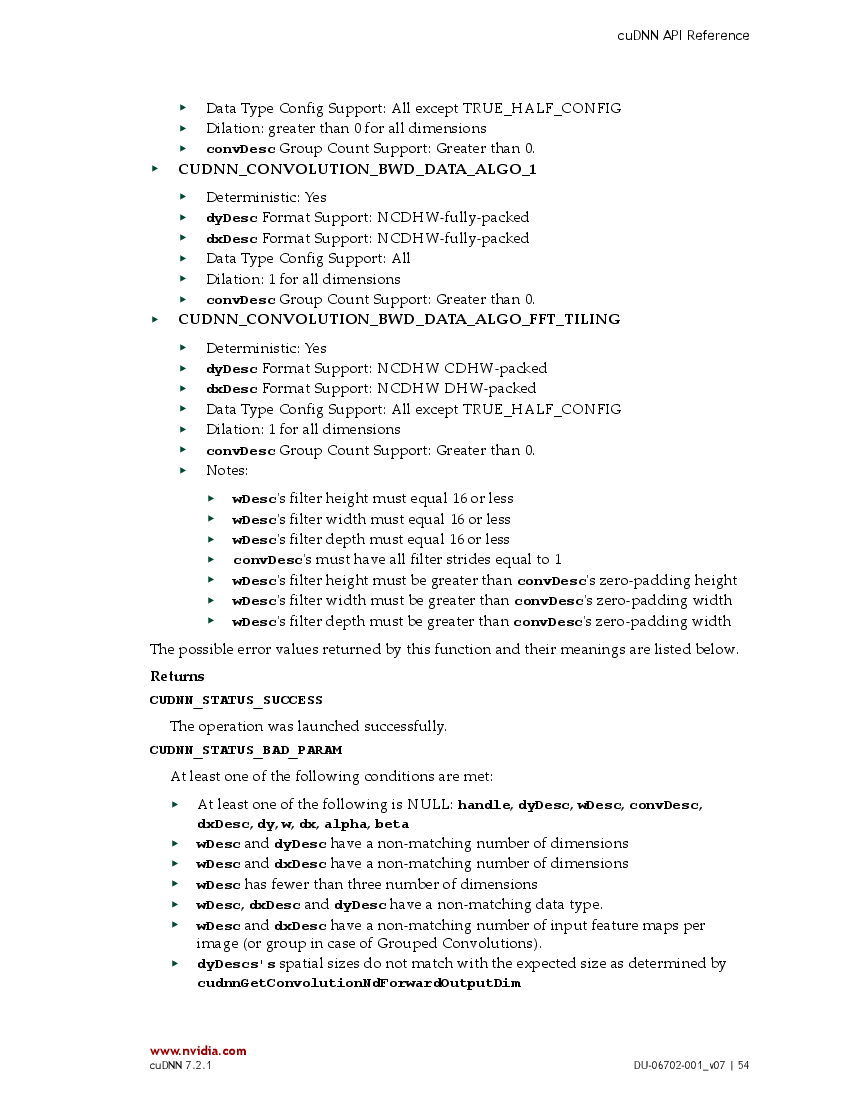 cuDNN API Reference
► Data Type Config Support: All except TRUE_HALF_CONFIG
► Dilation: greater than 0 for all dimensions
► convDesc Group Count Support: Greater than 0.
► CUDNN_CONVOLUTION_BWD_DATA_ALGO_1
► Deterministic: Yes
► dyDesc Format Support: NCDHW-fully-packed
► dxDesc Format Support: NCDHW-fully-packed
► Data Type Config Support: All
► Dilation: 1 for all dimensions
► convDesc Group Count Support: Greater than 0.
► CUDNN_CONVOLUTION_BWD_DATA_ALGO_FFT_TILING
► Deterministic: Yes
► dyDesc Format Support: NCDHW CDHW-packed
► dxDesc Format Support: NCDHW DHW-packed
► Data Type Config Support: All except TRUE_HALF_CONFIG
► Dilation: 1 for all dimensions
► convDesc Group Count Support: Greater than 0.
► Notes:
► wDesc's filter height must equal 16 or less
► wDesc's filter width must equal 16 or less
► wDesc's filter depth must equal 16 or less
► convDesc's must have all filter strides equal to 1
► wDesc's filter height must be greater than convDesc's zero-padding height
► wDesc's filter width must be greater than convDesc's zero-padding width
► wDesc's filter depth must be greater than convDesc's zero-padding width
The possible error values returned by this function and their meanings are listed below.
Returns
CUDNN_STATUS_SUCCESS
The operation was launched successfully.
CUDNN_STATUS_BAD_PARAM
At least one of the following conditions are met:
► At least one of the following is NULL: handle, dyDesc, wDesc, convDesc,
dxDesc, dy, w, dx, alpha, beta
► wDesc and dyDesc have a non-matching number of dimensions
► wDesc and dxDesc have a non-matching number of dimensions
► wDesc has fewer than three number of dimensions
► wDesc, dxDesc and dyDesc have a non-matching data type.
► wDesc and dxDesc have a non-matching number of input feature maps per
image (or group in case of Grouped Convolutions).
► dyDescs's spatial sizes do not match with the expected size as determined by
cudnnGetConvolutionNdForwardOutputDim
www.nvidia.com
cuDNN 7.2.1
DU-06702-001_v07 | 54